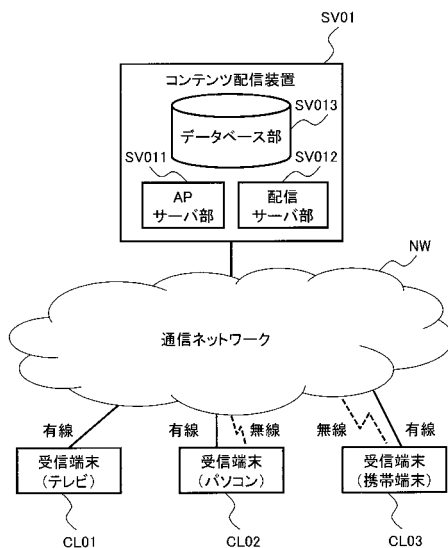 SV01
コンテンツ配信装置
SV013
データベース部
SV011
SV012
AP
サーバ部
配信
サーバ部
NW
通信ネットワーク
有線
有線
無線
無線
有線
受信端末
(テレビ)
受信端末
(パソコン)
受信端末
(携帯端末)
CL01
CL02
CL03